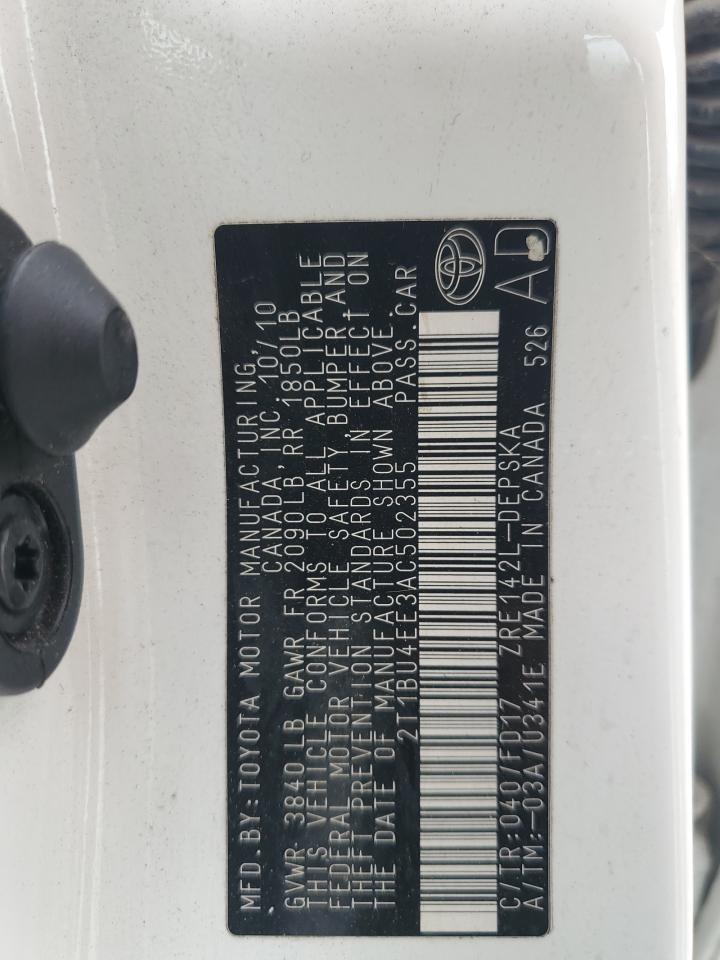 MFD.BY:TOYOTA MOTOR MANUFACTURING,
CANADA, INC. 10/10
GVWR 3840 LB GAWR FR 2090LB, RR 1850LB
THIS VEHICLE CONFORMS TO ALL APPLICABLE
FEDERAL MOTOR VEHICLE SAFETY, BUMPER AND
THEFT PREVENTION STANDARDS IN EFFECT ON
THE DATE OF MANUFACTURE SHOWN ABOVE.
2T1BU4EE3AC502355 PASS.CAR
C/TR:040/FD17 ZRE142L-DEPSKA
A/TM:-03A/U341E MADE IN CANADA 526
AD